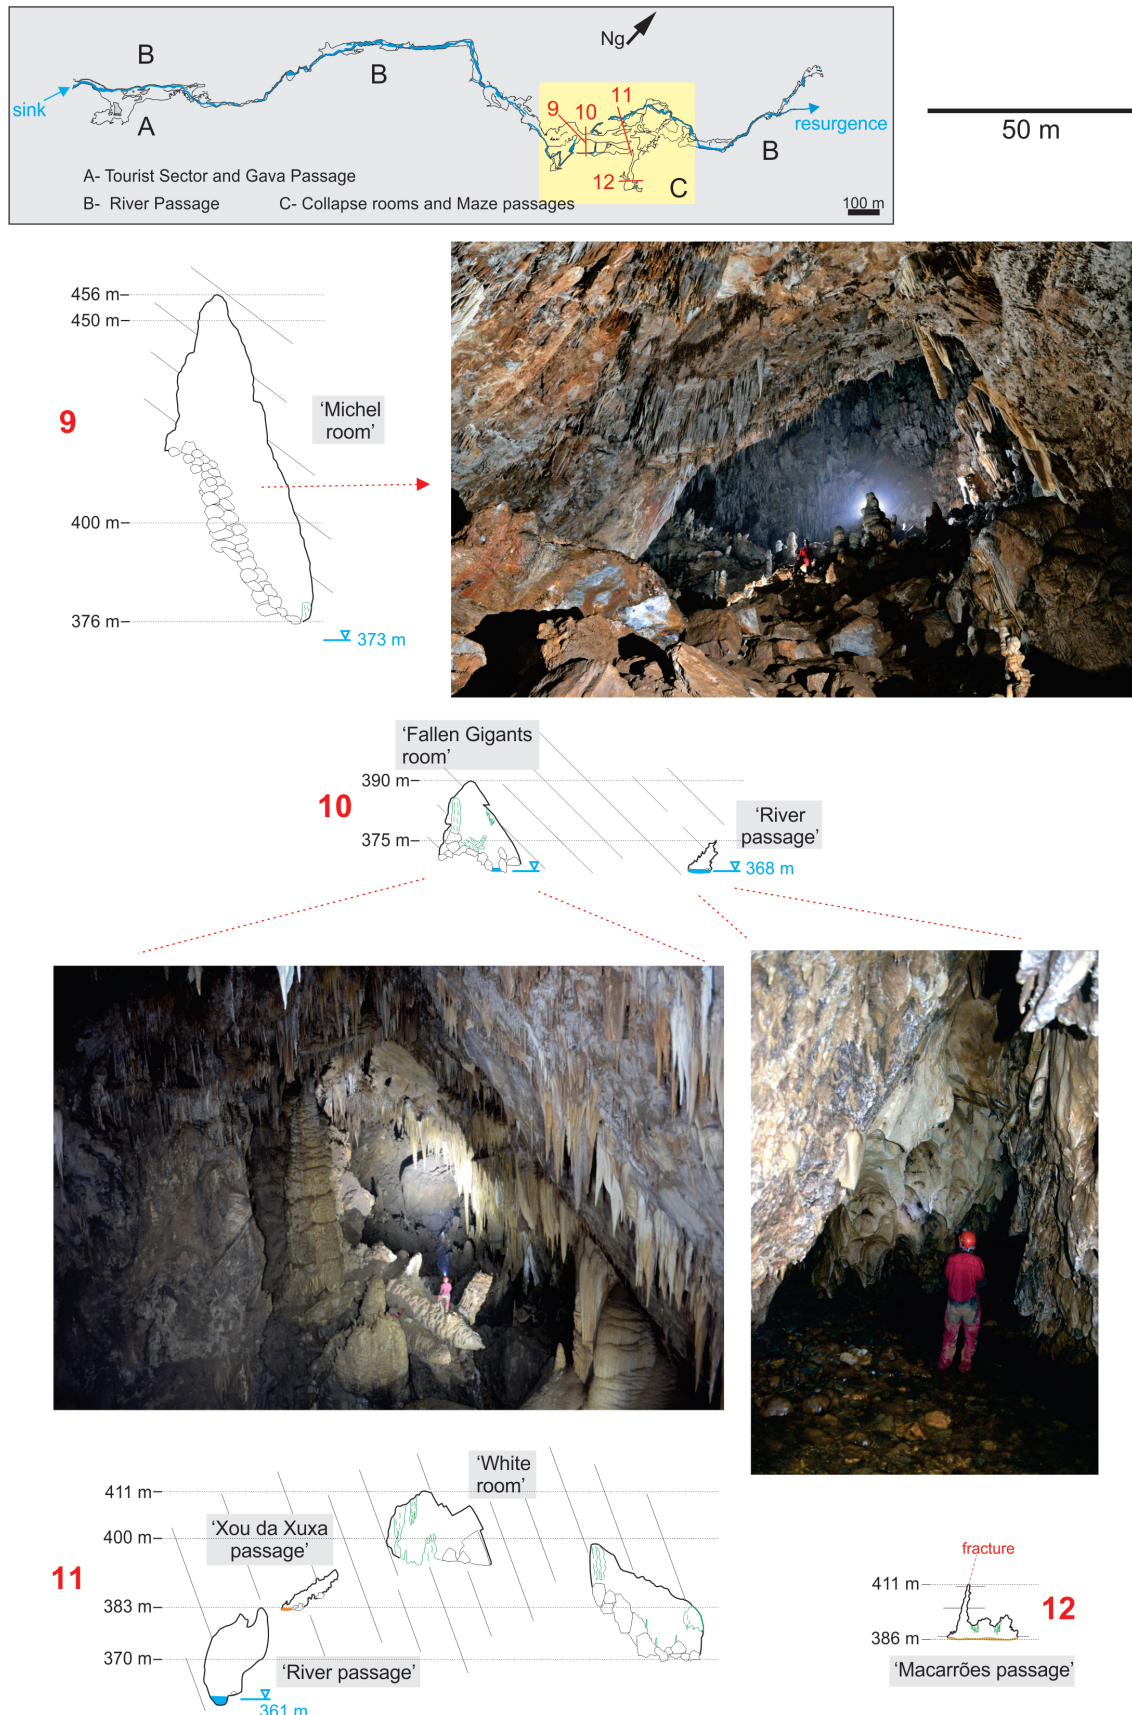 Ng
B
B
sink
A
9
10
11
resurgence
B
12
C
A- Tourist Sector and Gava Passage
B- River Passage
C- Collapse rooms and Maze passages
100 m
50 m
456 m
450 m
9
‘Michel
room’
400 m
376 m
373 m
‘Fallen Gigants
room’
390 m
10
‘River
passage’
375 m
368 m
‘White
room’
411 m
‘Xou da Xuxa
passage’
400 m
11
383 m
370 m
‘River passage’
361 m
fracture
411 m
12
386 m
‘Macarrões passage’